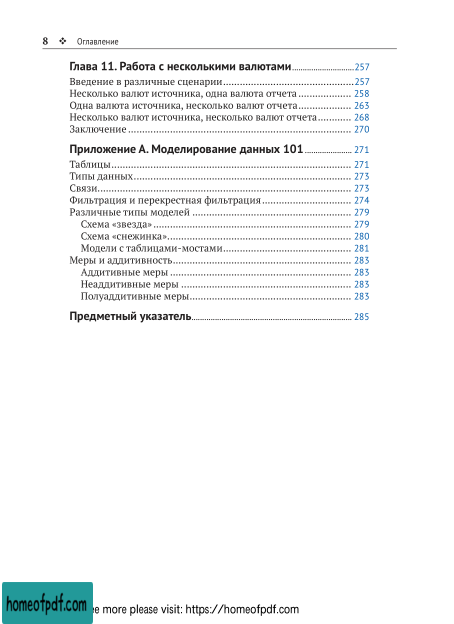 8 ❖ Оглавление
Глава 11. Работа с несколькими валютами..............................257
Введение в различные сценарии....................................................257
Несколько валют источника, одна валюта отчета.................... 258
Одна валюта источника, несколько валют отчета.................... 263
Несколько валют источника, несколько валют отчета............ 268
Заключение ........................................................................................ 270
Приложение А. Моделирование данных 101....................... 271
Таблицы............................................................................................... 271
Типы данных...................................................................................... 273
Связи..................................................................................................... 273
Фильтрация и перекрестная фильтрация................................... 274
Различные типы моделей ............................................................... 279
Схема «звезда»............................................................................... 279
Схема «снежинка»......................................................................... 280
Модели с таблицами-мостами.................................................... 281
Меры и аддитивность....................................................................... 283
Аддитивные меры ......................................................................... 283
Неаддитивные меры ..................................................................... 283
Полуаддитивные меры.................................................................. 283
Предметный указатель............................................................................ 285
homeofpdf.com
ee more please visit: https://homeofpdf.com